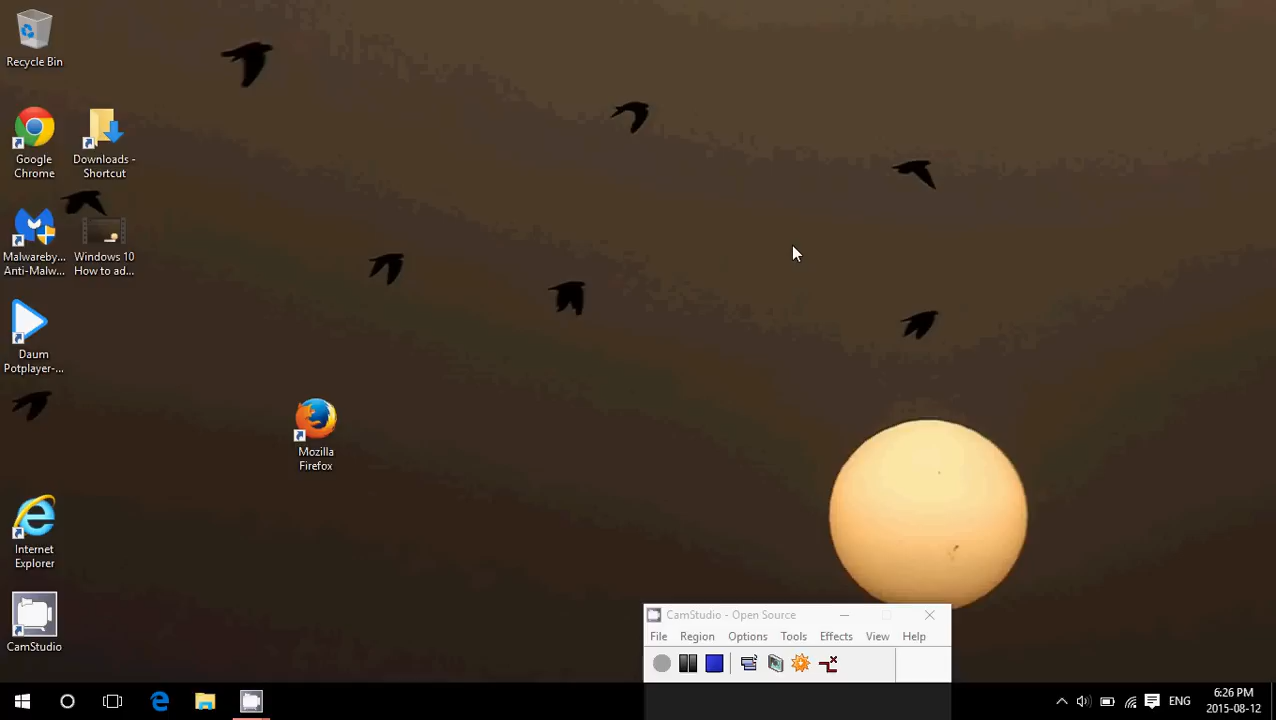 Recycle Bin
Google
Chrome
Downloads -
Shortcut
Malwareby...
Anti-Malw...
Windows 10
How to ad...
Daum
Potplayer-...
Mozilla
Firefox
Internet
Explorer
CamStudio
CamStudio - Open Source
File Region Options Tools Effects View Help
ENG
6:26 PM
2015-08-12